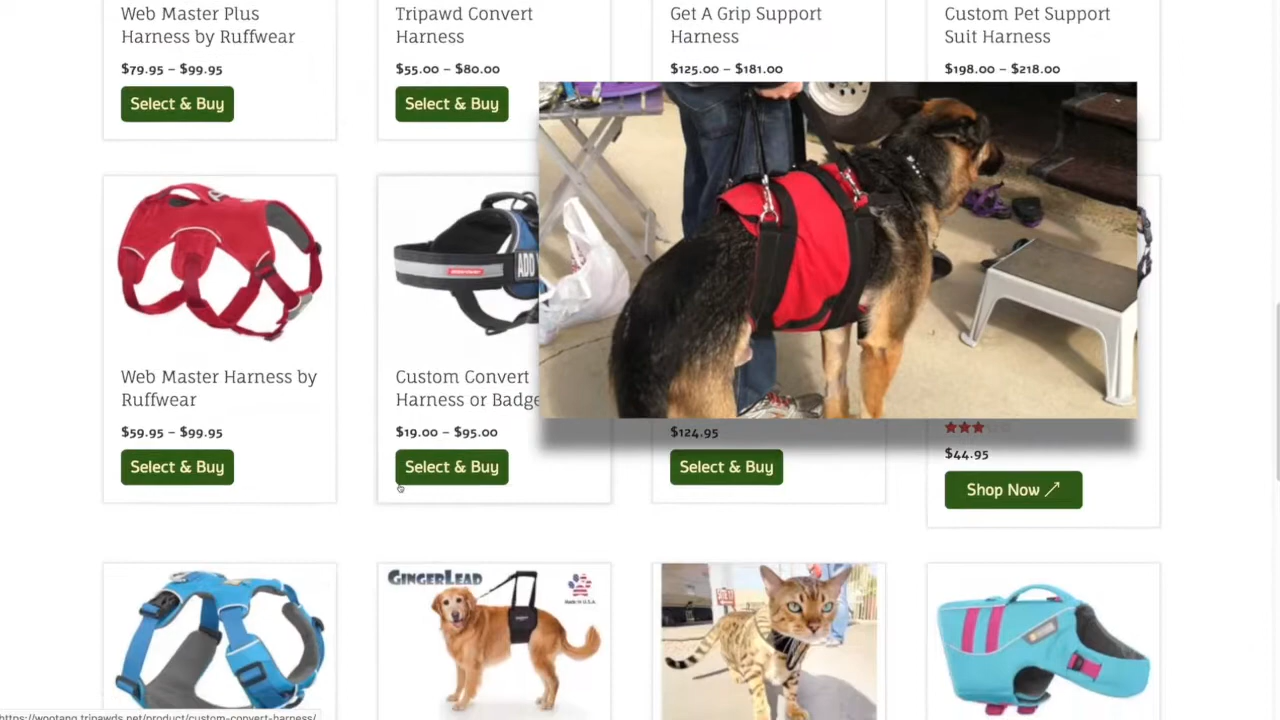 Web Master Plus
Harness by Ruffwear
$79.95 – $99.95
Select & Buy
Tripawd Convert
Harness
$55.00 – $80.00
Select & Buy
Get A Grip Support
Harness
$125.00 – $181.00
Custom Pet Support
Suit Harness
$198.00 – $218.00
Web Master Harness by
Ruffwear
$59.95 – $99.95
Select & Buy
ADO
Custom Convert
Harness or Badge
$19.00 – $95.00
Select & Buy
$124.95
Select & Buy
$44.95
Shop Now
GINGERLEAD
Made in U.S.A.
https://wootang.tripawds.net/product/custom-convert-harness/